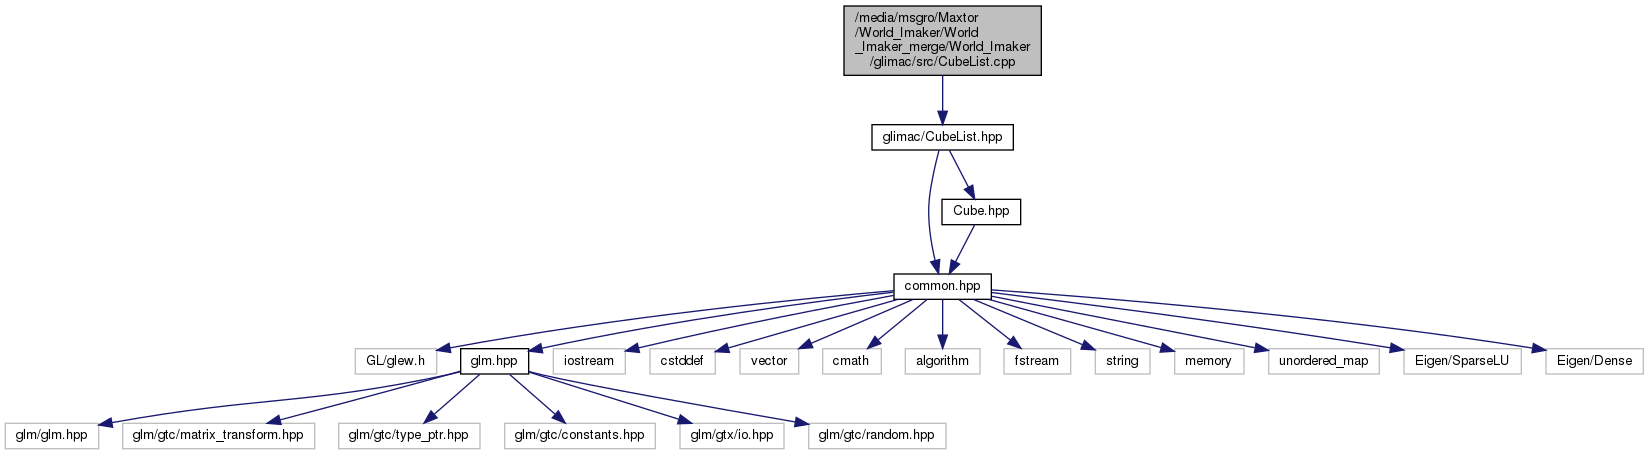 /media/msgro/Maxtor
/World_Imaker/World
_Imaker_merge/World_Imaker
/glimac/src/CubeList.cpp
glimac/CubeList.hpp
Cube.hpp
common.hpp
GL/glew.h
glm.hpp
iostream
cstddef
vector
cmath
algorithm
fstream
string
memory
unordered_map
Eigen/SparseLU
Eigen/Dense
glm/glm.hpp
glm/gtc/matrix_transform.hpp
glm/gtc/type_ptr.hpp
glm/gtc/constants.hpp
glm/gtx/io.hpp
glm/gtc/random.hpp